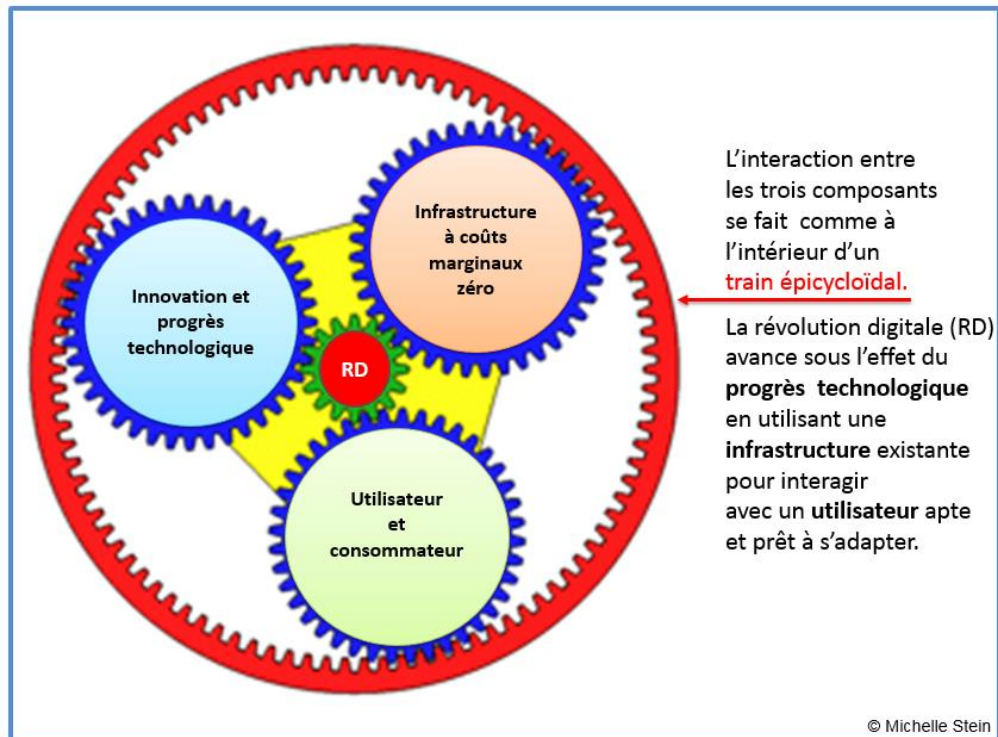 Infrastructure
à coûts
marginaux
zéro
Innovation et
progrès
technologique
RD
Utilisateur
et
consommateur
L'interaction entre
les trois composants
se fait comme à
l'intérieur d'un
train épicycloïdal.
La révolution digitale (RD)
avance sous l'effet du
progrès technologique
en utilisant une
infrastructure existante
pour interagir
avec un utilisateur apte
et prêt à s'adapter.
© Michelle Stein